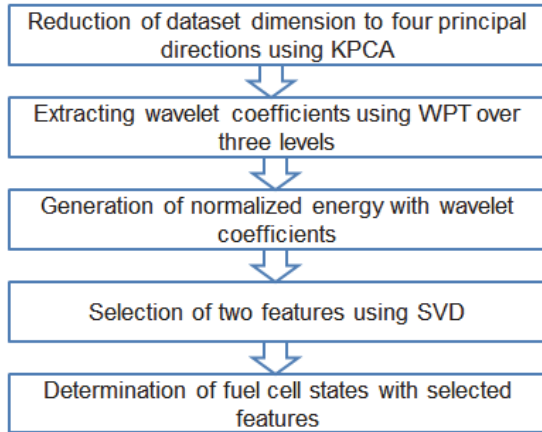 Reduction of dataset dimension to four principal
directions using KPCA
Extracting wavelet coefficients using WPT over
three levels
Generation of normalized energy with wavelet
coefficients
Selection of two features using SVD
Determination of fuel cell states with selected
features